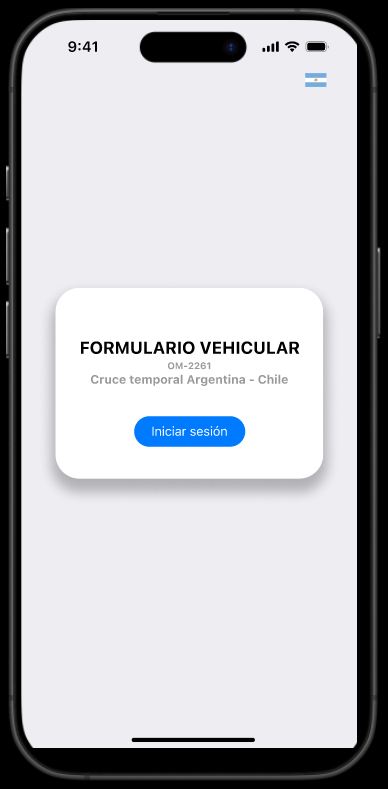 9:41
FORMULARIO VEHICULAR
OM-2261
Cruce temporal Argentina - Chile
Iniciar sesión